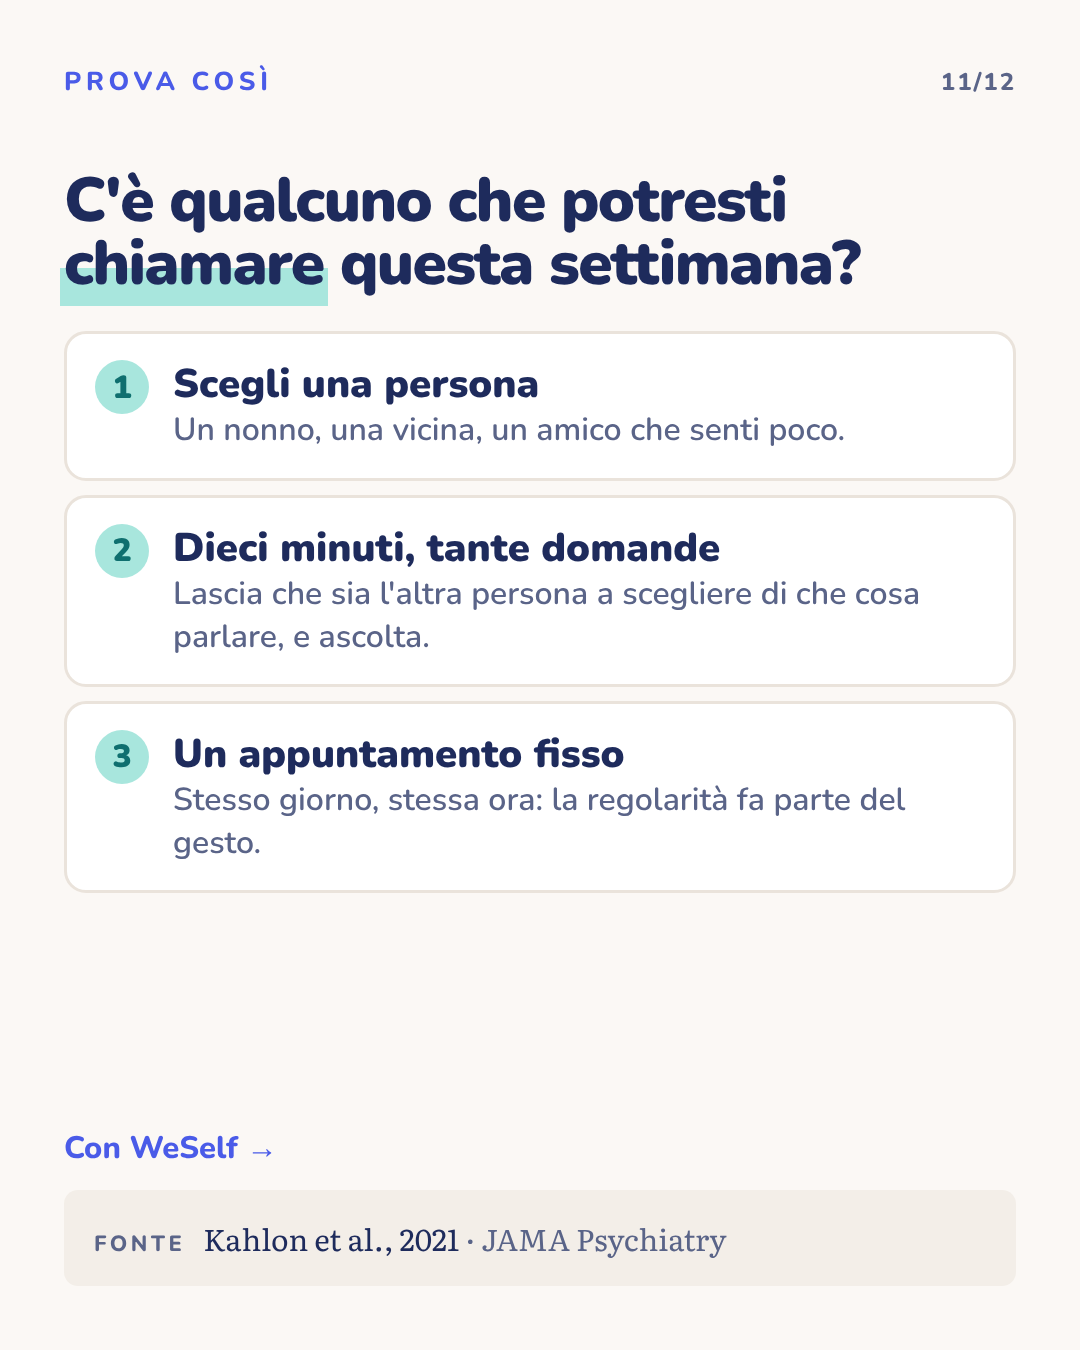 PROVA COSÌ
11/12
C'è qualcuno che potresti
chiamare questa settimana?
1
Scegli una persona
Un nonno, una vicina, un amico che senti poco.
2
Dieci minuti, tante domande
Lascia che sia l'altra persona a scegliere di che cosa
parlare, e ascolta.
3
Un appuntamento fisso
Stesso giorno, stessa ora: la regolarità fa parte del
gesto.
Con WeSelf →
FONTE Kahlon et al., 2021 · JAMA Psychiatry